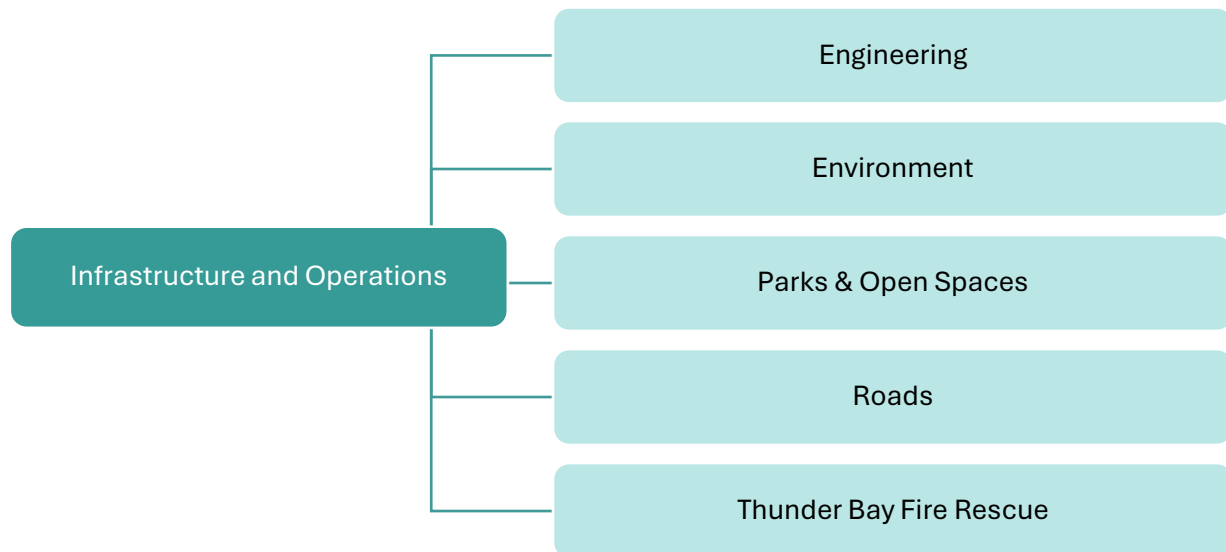 Engineering
Environment
Infrastructure and Operations
Parks & Open Spaces
Roads
Thunder Bay Fire Rescue